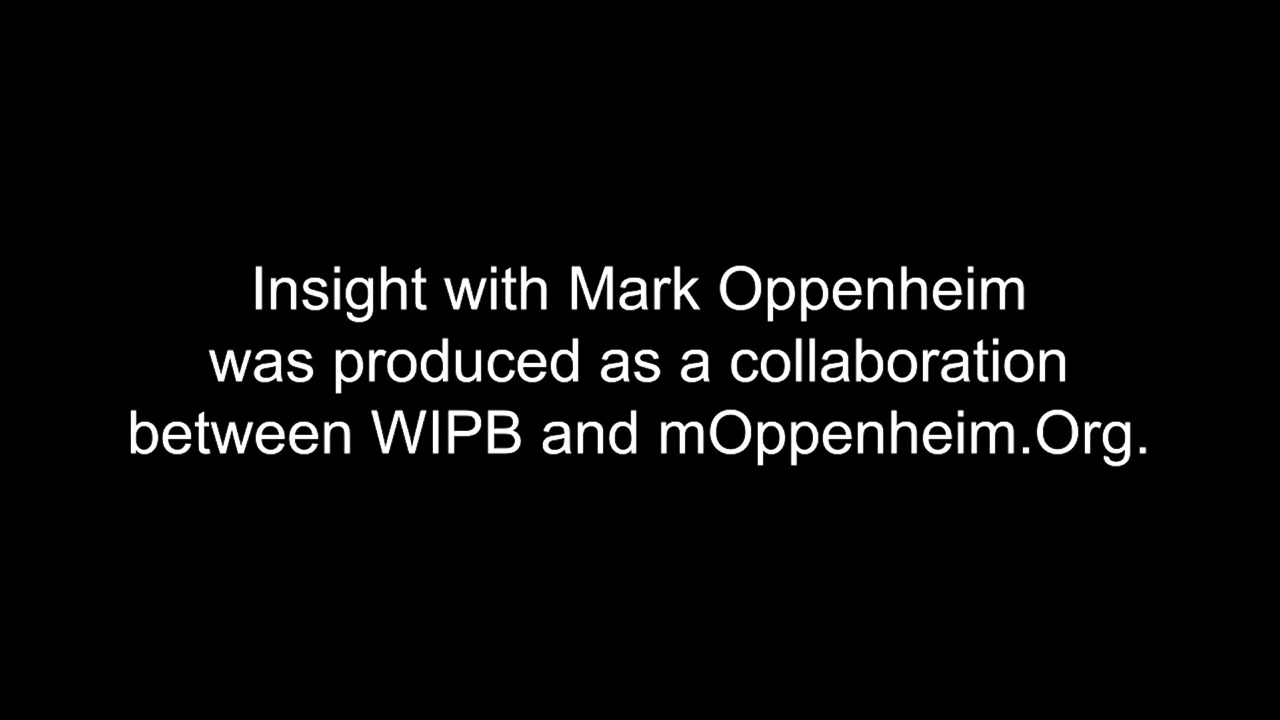 Insight with Mark Oppenheim
was produced as a collaboration
between WIPB and mOppenheim.Org.